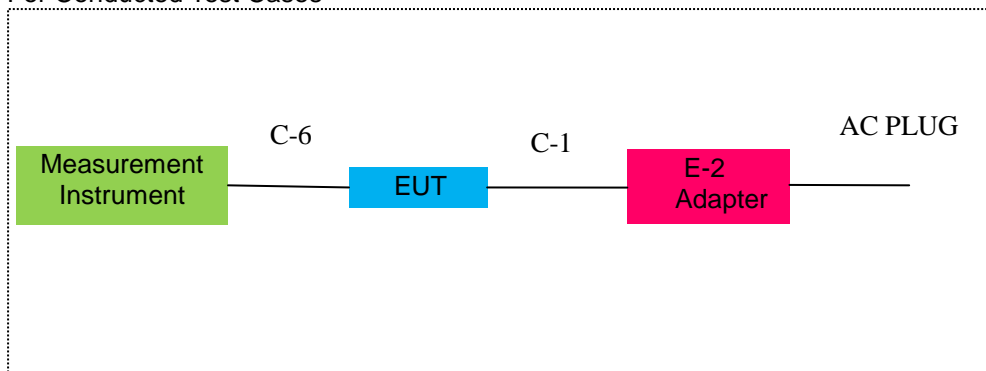 For Conducted Test Cases
C-6
C-1
AC PLUG
Measurement
Instrument
EUT
E-2
Adapter